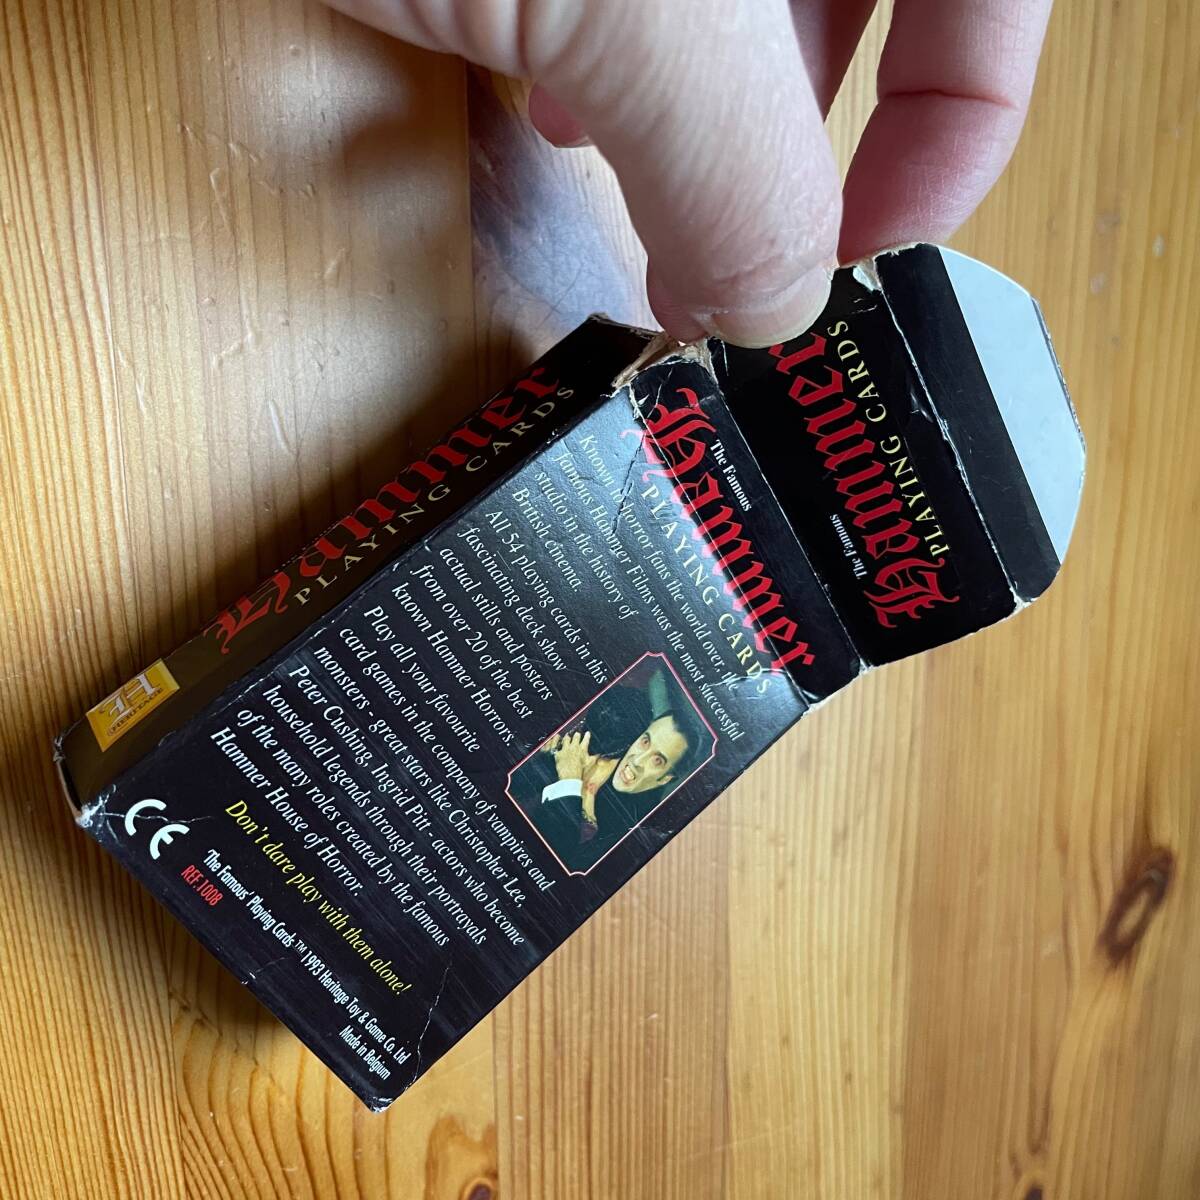 The Famous
Hammer
PLAYING CARDS
The Famous
Hammer
PLAYING CARDS
Known by horror fans the world over, the
famous Hammer Films was the most successful
studio in the history of
British cinema.
All 54 playing cards in this
fascinating deck show
actual stills and posters
from over 20 of the best
known Hammer Horrors.
Play all your favourite
card games in the company of vampires and
monsters - great stars like Christopher Lee,
Peter Cushing, Ingrid Pitt - actors who become
household legends through their portrayals
of the many roles created by the famous
Hammer House of Horror.
Don't dare play with them alone!
CE
'The Famous' Playing Cards ™ 1993 Heritage Toy & Game Co. Ltd
REF.1008
Made in Belgium
Hammer
PLAYING CARDS
HERITAGE